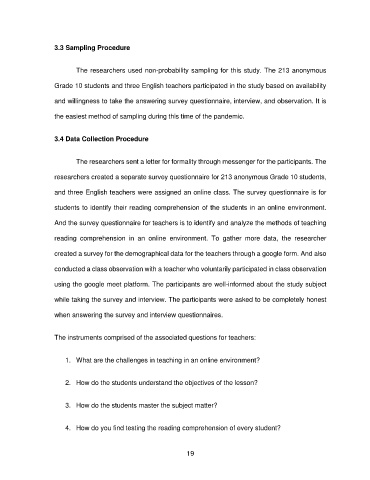 3.3 Sampling Procedure
The researchers used non-probability sampling for this study. The 213 anonymous
Grade 10 students and three English teachers participated in the study based on availability
and willingness to take the answering survey questionnaire, interview, and observation. It is
the easiest method of sampling during this time of the pandemic.
3.4 Data Collection Procedure
The researchers sent a letter for formality through messenger for the participants. The
researchers created a separate survey questionnaire for 213 anonymous Grade 10 students,
and three English teachers were assigned an online class. The survey questionnaire is for
students to identify their reading comprehension of the students in an online environment.
And the survey questionnaire for teachers is to identify and analyze the methods of teaching
reading comprehension in an online environment. To gather more data, the researcher
created a survey for the demographical data for the teachers through a google form. And also
conducted a class observation with a teacher who voluntarily participated in class observation
using the google meet platform. The participants are well-informed about the study subject
while taking the survey and interview. The participants were asked to be completely honest
when answering the survey and interview questionnaires.
The instruments comprised of the associated questions for teachers:
1. What are the challenges in teaching in an online environment?
2. How do the students understand the objectives of the lesson?
3. How do the students master the subject matter?
4. How do you find testing the reading comprehension of every student?
19